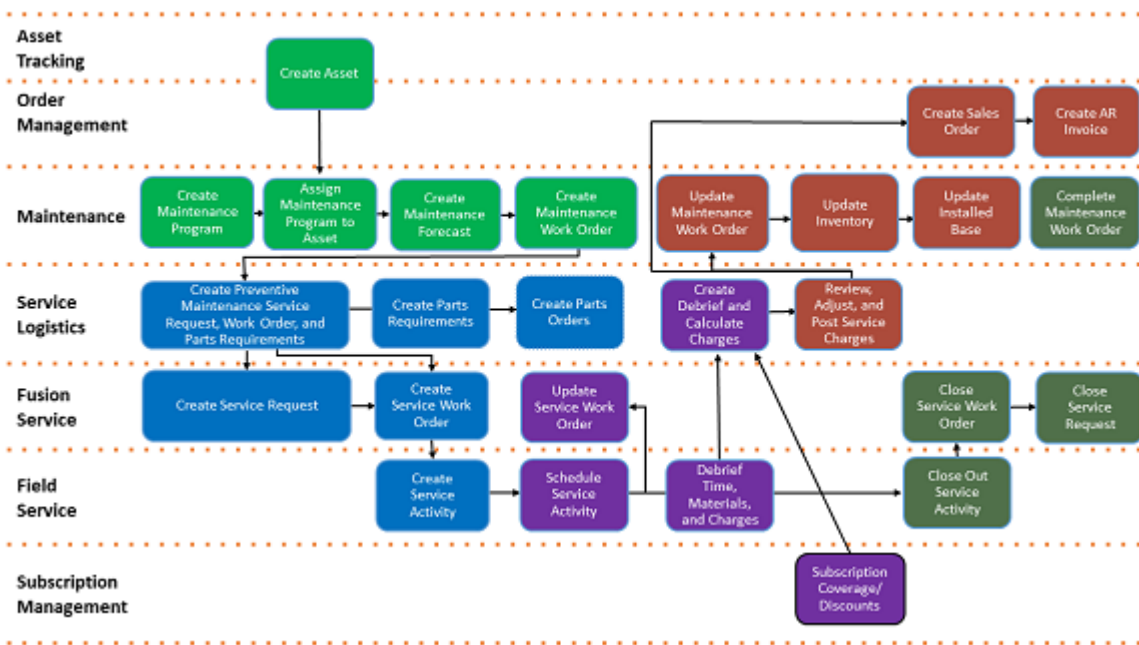 Asset
Tracking
Create Asset
Order
Management
Create Sales
Order
Create AR
Invoice
Maintenance
Create
Maintenance
Program
Assign
Maintenance
Program to
Asset
Create
Maintenance
Forecast
Create
Maintenance
Work Order
Update
Maintenance
Work Order
Update
Inventory
Update
Installed
Base
Complete
Maintenance
Work Order
Service
Logistics
Create Preventive
Maintenance Service
Request, Work Order, and
Parts Requirements
Create Parts
Requirements
Create Parts
Orders
Create
Debrief and
Calculate
Charges
Review,
Adjust, and
Post Service
Charges
Fusion
Service
Create Service Request
Create
Service Work
Order
Update
Service Work
Order
Close
Service Work
Order
Close
Service
Request
Field
Service
Create
Service
Activity
Schedule
Service
Activity
Debrief
Time,
Materials,
and Charges
Close Out
Service
Activity
Subscription
Management
Subscription
Coverage/
Discounts